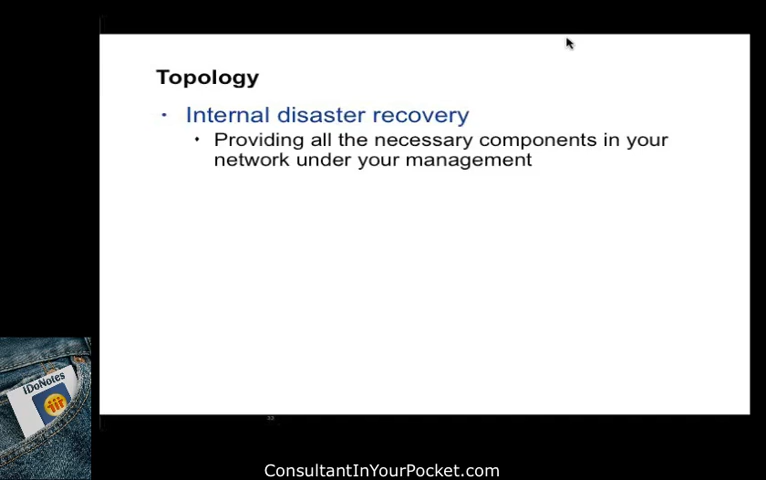 Topology
• Internal disaster recovery
• Providing all the necessary components in your
network under your management
iDoNotes
ConsultantInYourPocket.com